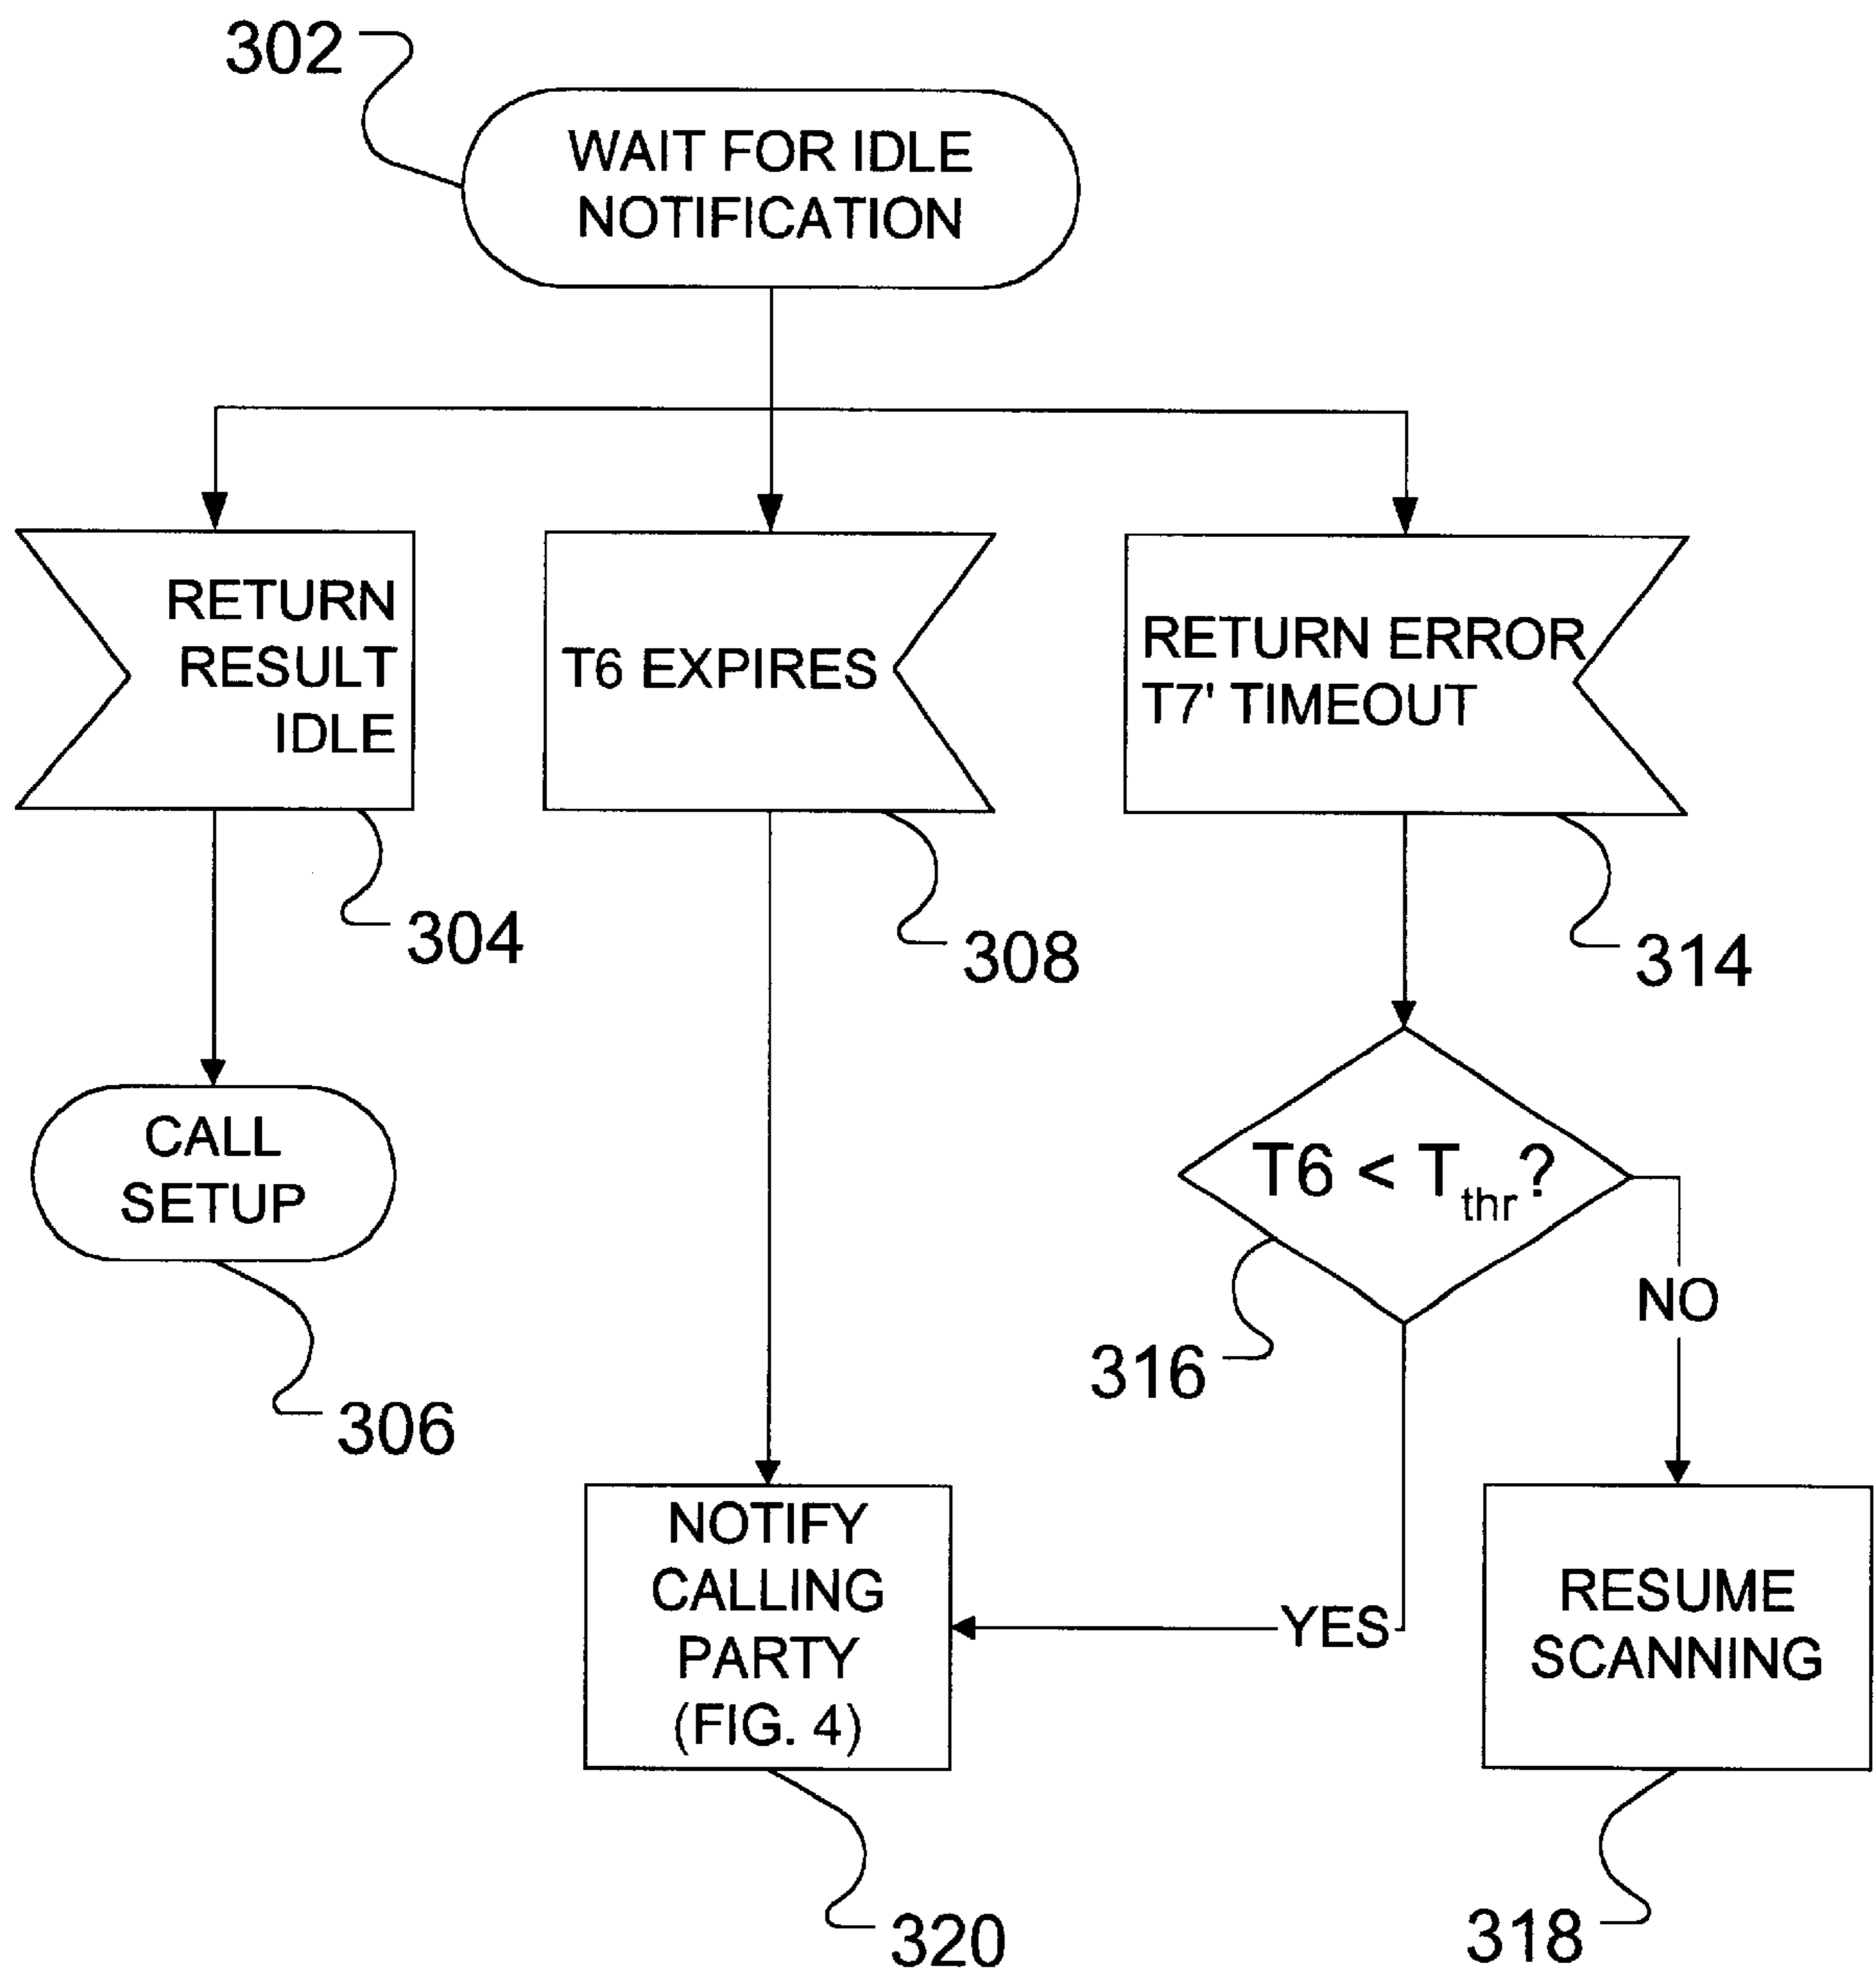 302
WAIT FOR IDLE
NOTIFICATION
RETURN
RESULT
IDLE
304
T6 EXPIRES
308
RETURN ERROR
T7' TIMEOUT
314
CALL
SETUP
306
T6 < Tthr?
316
NO
YES
NOTIFY
CALLING
PARTY
(FIG. 4)
320
RESUME
SCANNING
318